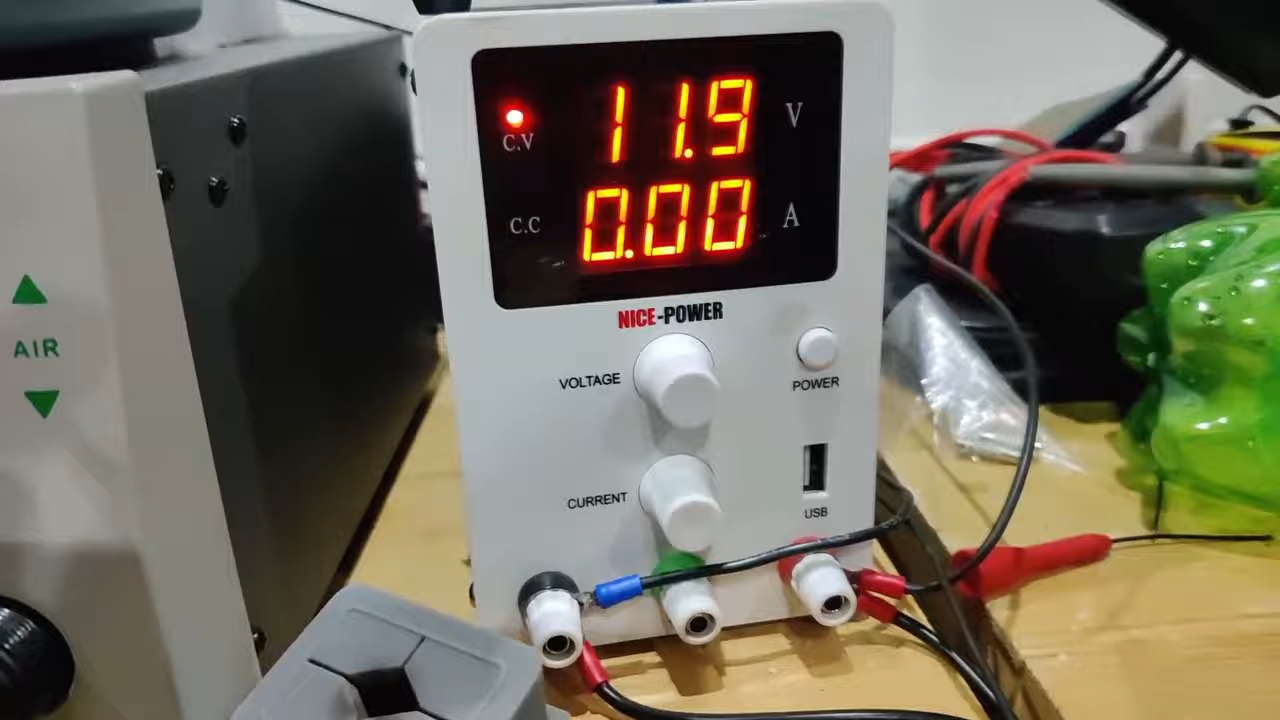 C.V 11.9 V
C.C 0.00 A
NICE-POWER
VOLTAGE
POWER
CURRENT
USB
AIR